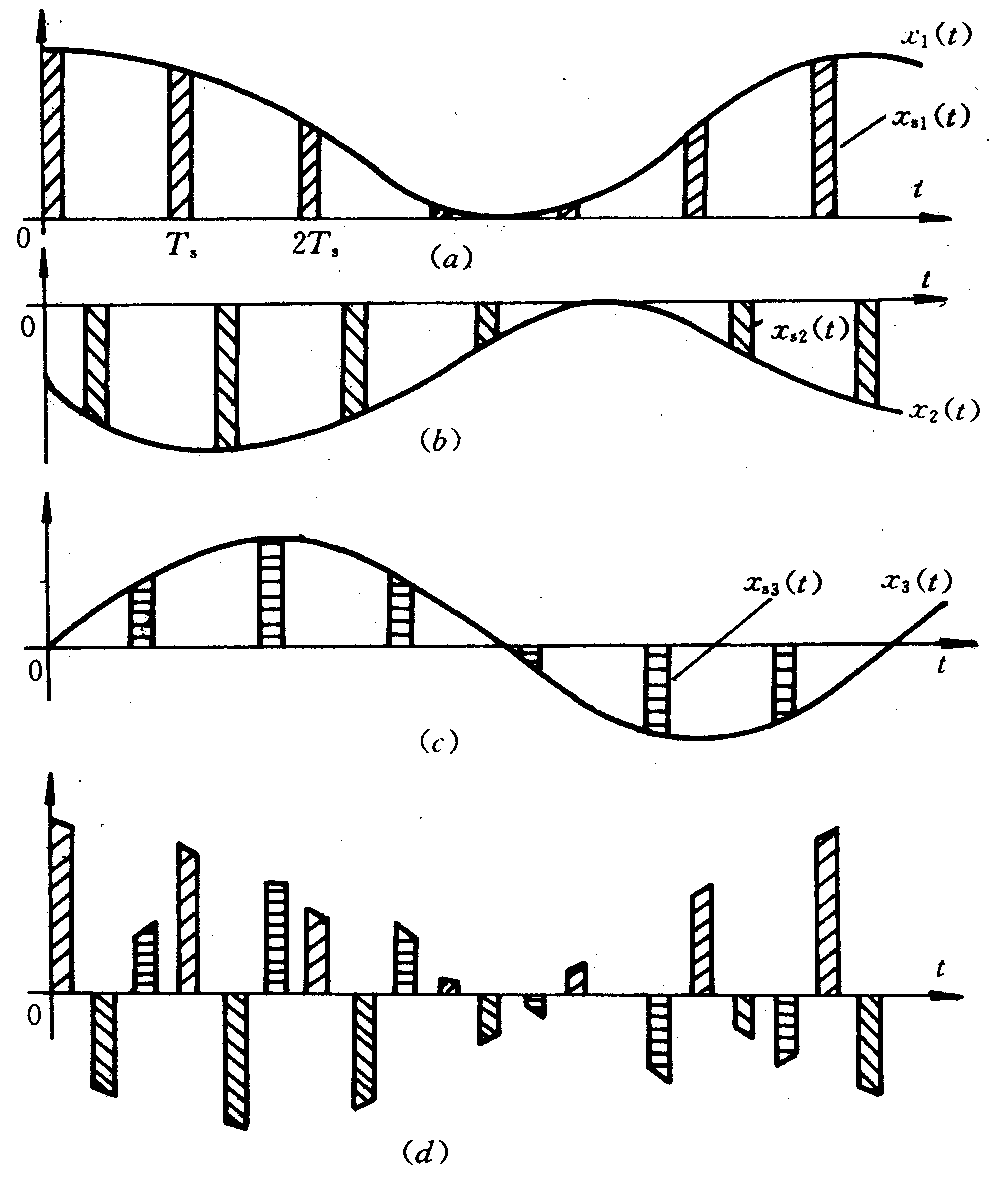 x₁(t)
xₛ₁(t)
t
0
Tₛ
2Tₛ
(a)
t
0
xₛ₂(t)
x₂(t)
(b)
xₛ₃(t)
x₃(t)
0
t
(c)
t
0
(d)